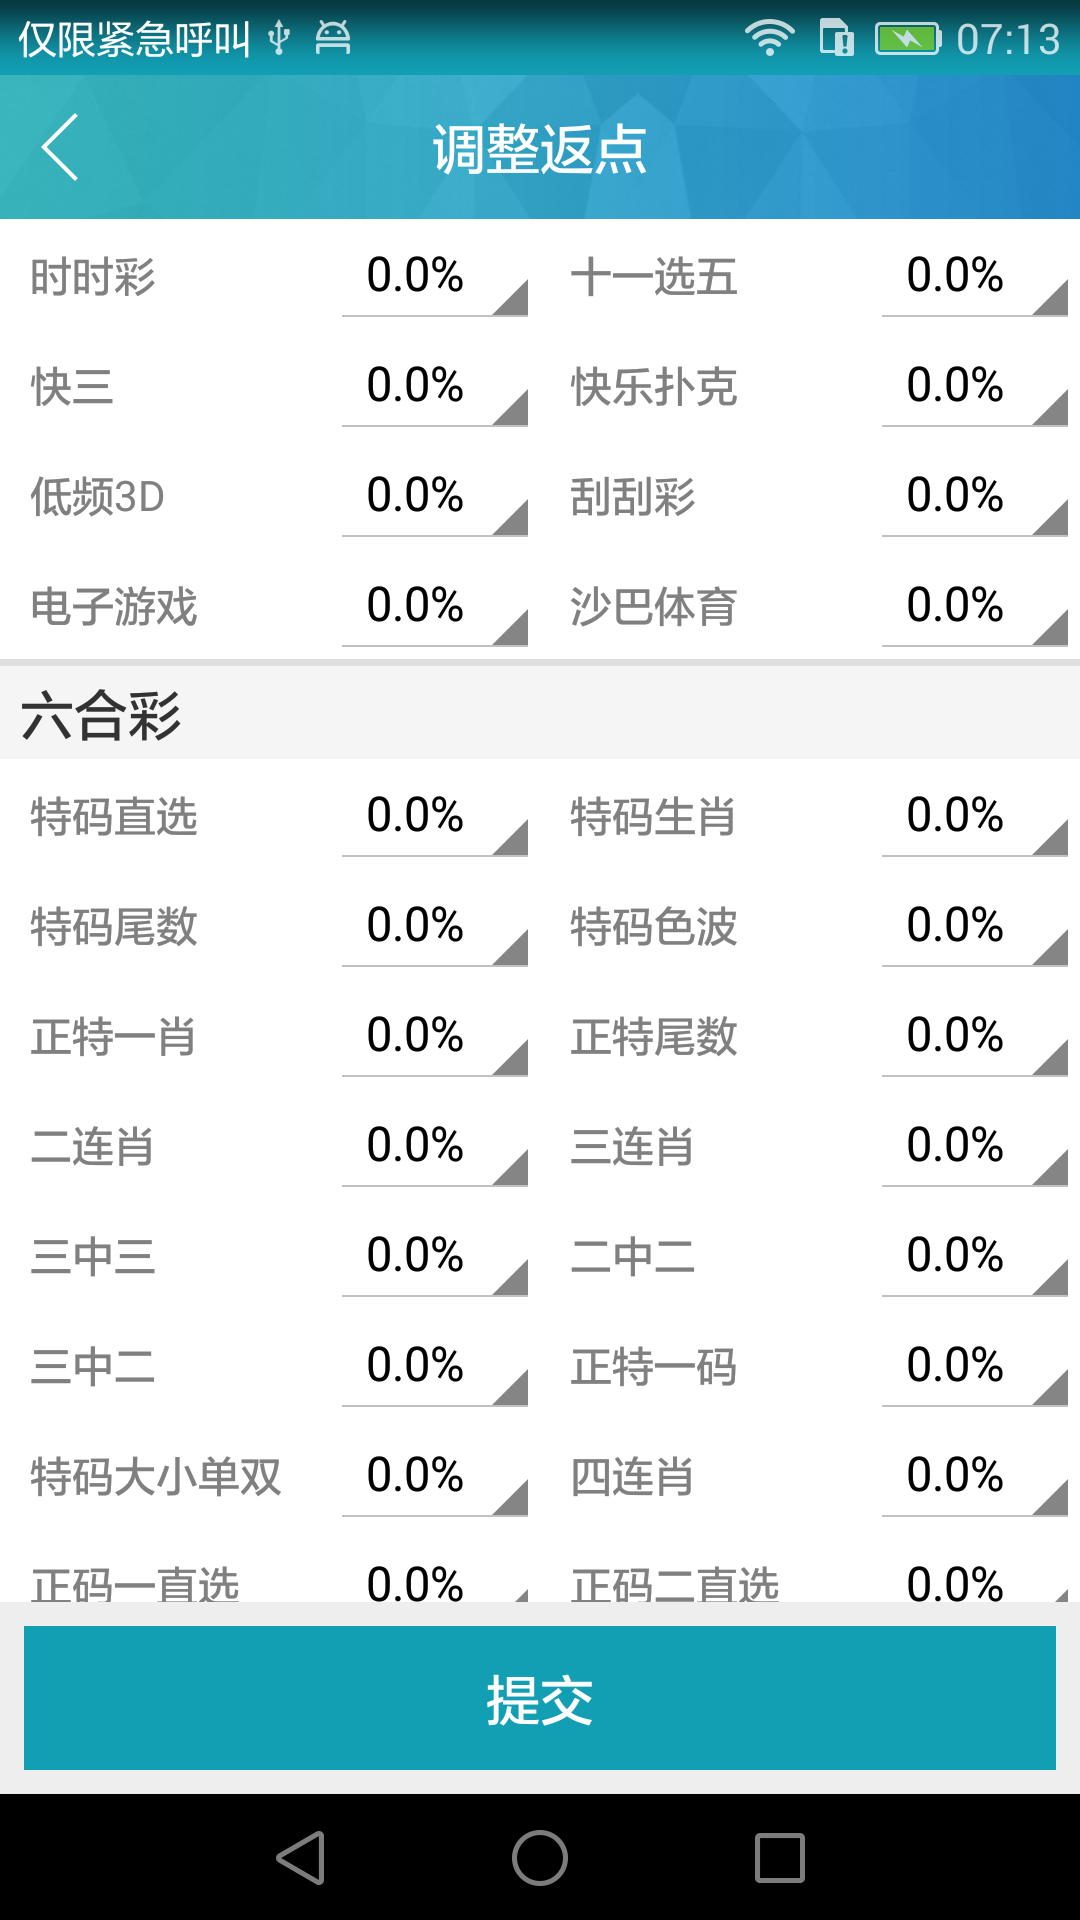 仅限紧急呼叫 07:13
调整返点
时时彩 0.0% 十一选五 0.0%
快三 0.0% 快乐扑克 0.0%
低频3D 0.0% 刮刮彩 0.0%
电子游戏 0.0% 沙巴体育 0.0%
六合彩
特码直选 0.0% 特码生肖 0.0%
特码尾数 0.0% 特码色波 0.0%
正特一肖 0.0% 正特尾数 0.0%
二连肖 0.0% 三连肖 0.0%
三中三 0.0% 二中二 0.0%
三中二 0.0% 正特一码 0.0%
特码大小单双 0.0% 四连肖 0.0%
正码一直选 0.0% 正码二直选 0.0%
提交